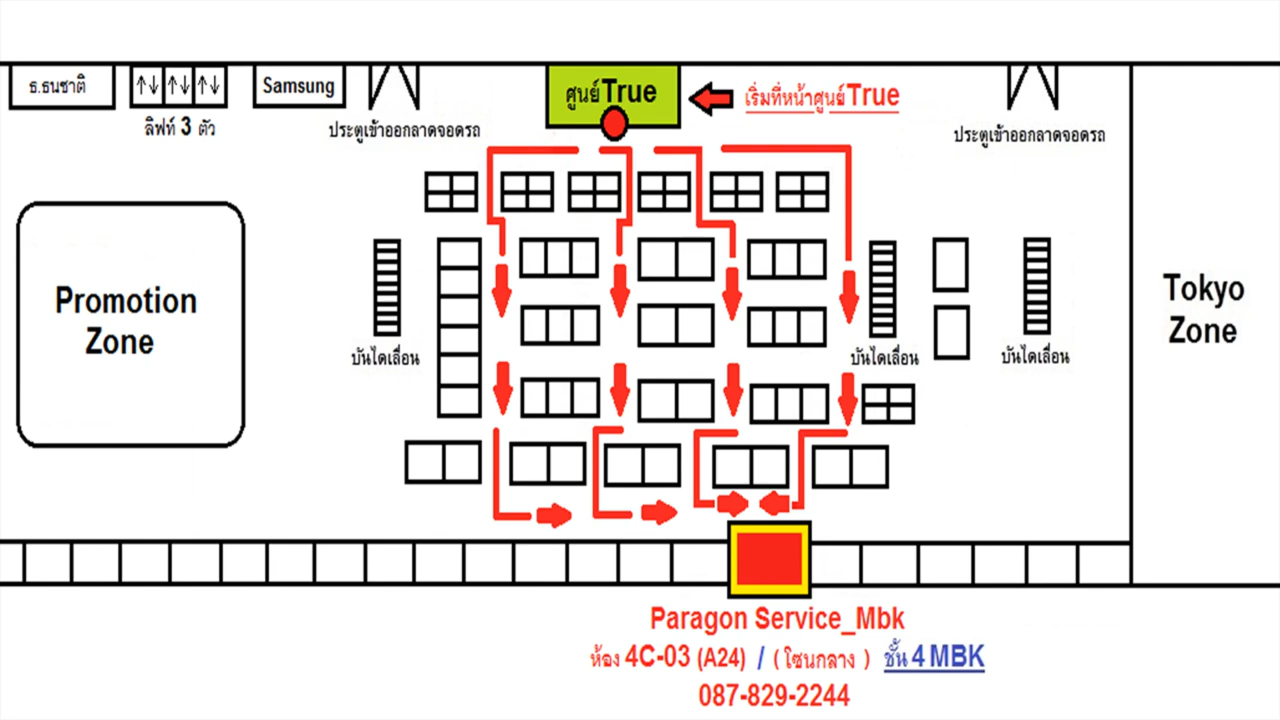 ธ.ธนชาติ
ลิฟท์ 3 ตัว
Samsung
ประตูเข้าออกลาดจอดรถ
ศูนย์True
เริ่มที่หน้าศูนย์True
ประตูเข้าออกลาดจอดรถ
Promotion
Zone
บันไดเลื่อน
บันไดเลื่อน
บันไดเลื่อน
Tokyo
Zone
Paragon Service_Mbk
ห้อง 4C-03 (A24) / ( โซนกลาง ) ชั้น 4 MBK
087-829-2244